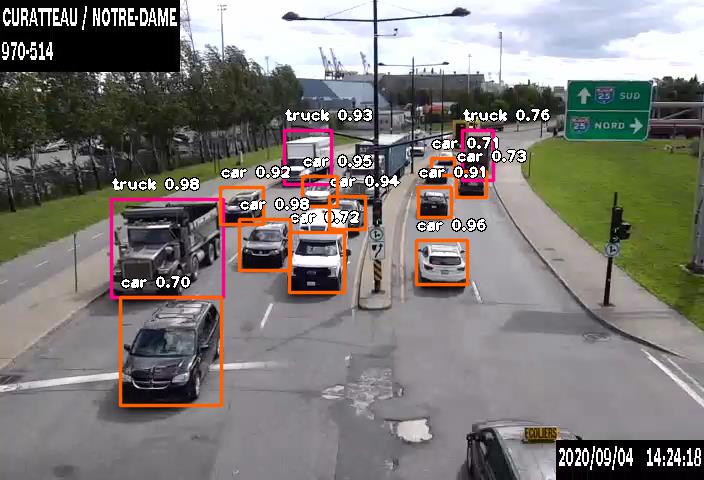 CURATTEAU / NOTRE-DAME
970-514
truck 0.93
truck 0.76
25 SUD
25 NORD
car 0.71
car 0.73
car 0.95
car 0.92
car 0.91
car 0.94
truck 0.98
car 0.98
car 0.72
car 0.96
car 0.70
ECOLIERS
2020/09/04 14:24:18